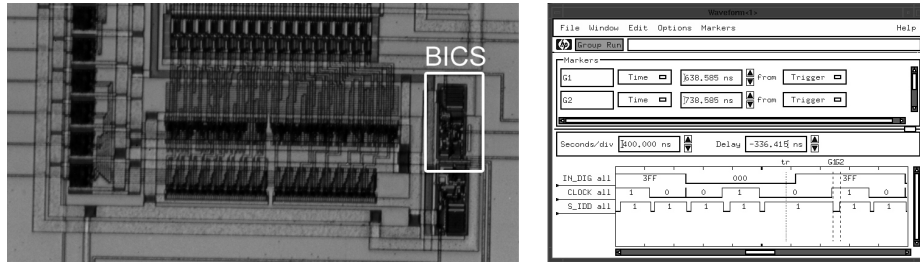 BICS
Waveform<1>
File Window Edit Options Markers Help
hp Group Run
Markers
G1 Time 638.585 ns from Trigger
G2 Time 738.585 ns from Trigger
Seconds/div 400.000 ns Delay -336.415 ns
tr G1G2
IN_DIG all 3FF 000 3FF
CLOCK all 1 0 0 1 0 1 0
S_IDD all 1 1 1 1 1 1 1